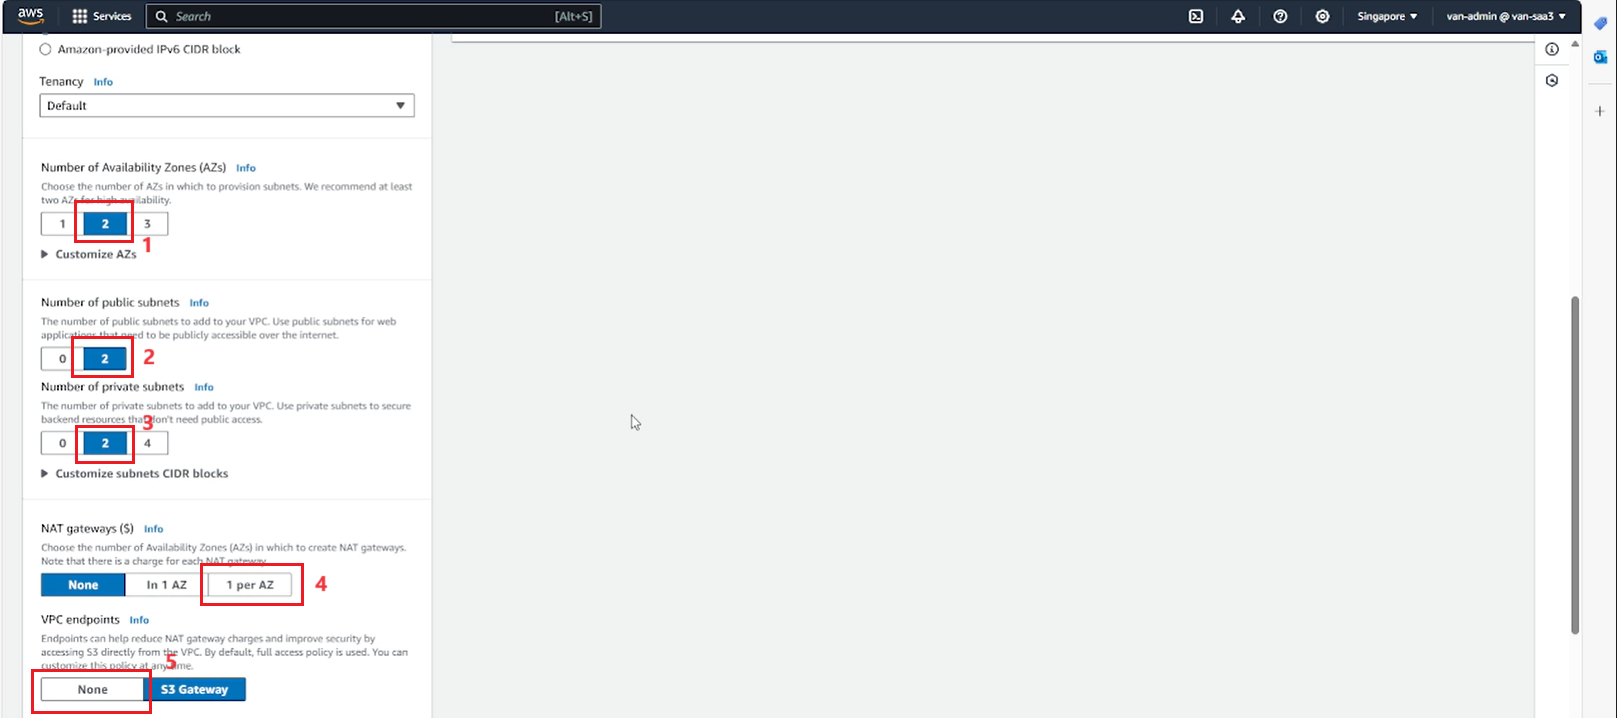 aws Services Search [Alt+S] Singapore van-admin @ van-saa3
Amazon-provided IPv6 CIDR block
Tenancy Info
Default
Number of Availability Zones (AZs) Info
Choose the number of AZs in which to provision subnets. We recommend at least
two AZs for high availability.
1 2 3
1
Customize AZs
Number of public subnets Info
The number of public subnets to add to your VPC. Use public subnets for web
applications that need to be publicly accessible over the internet.
0 2 2
Number of private subnets Info
The number of private subnets to add to your VPC. Use private subnets to secure
backend resources that don't need public access.
3
0 2 4
Customize subnets CIDR blocks
NAT gateways ($) Info
Choose the number of Availability Zones (AZs) in which to create NAT gateways.
Note that there is a charge for each NAT gateway
None In 1 AZ 1 per AZ 4
VPC endpoints Info
Endpoints can help reduce NAT gateway charges and improve security by
accessing S3 directly from the VPC. By default, full access policy is used. You can
customize this policy at any time.
5
None S3 Gateway